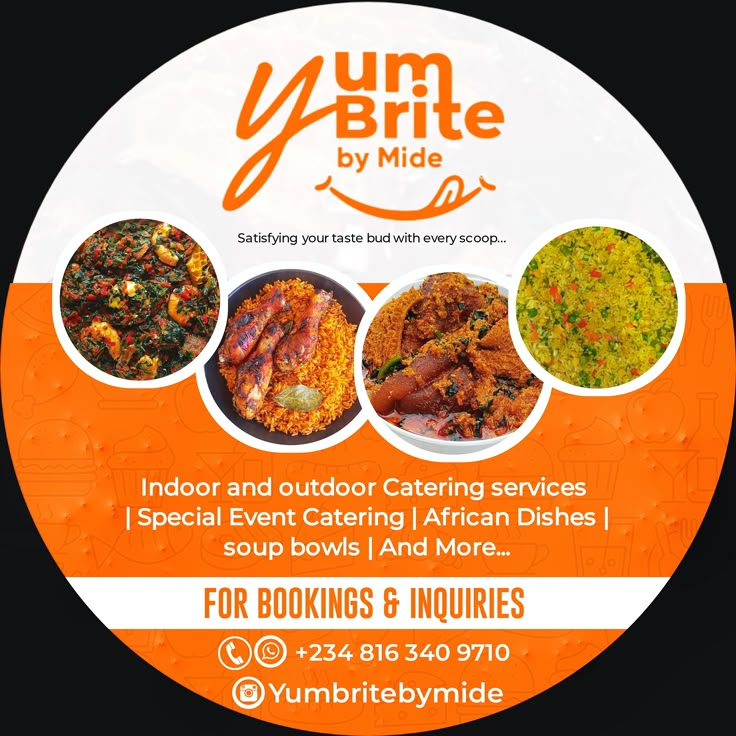 Yum
Brite
by Mide
Satisfying your taste bud with every scoop...
Indoor and outdoor Catering services
| Special Event Catering | African Dishes |
soup bowls | And More...
FOR BOOKINGS & INQUIRIES
+234 816 340 9710
Yumbritebymide